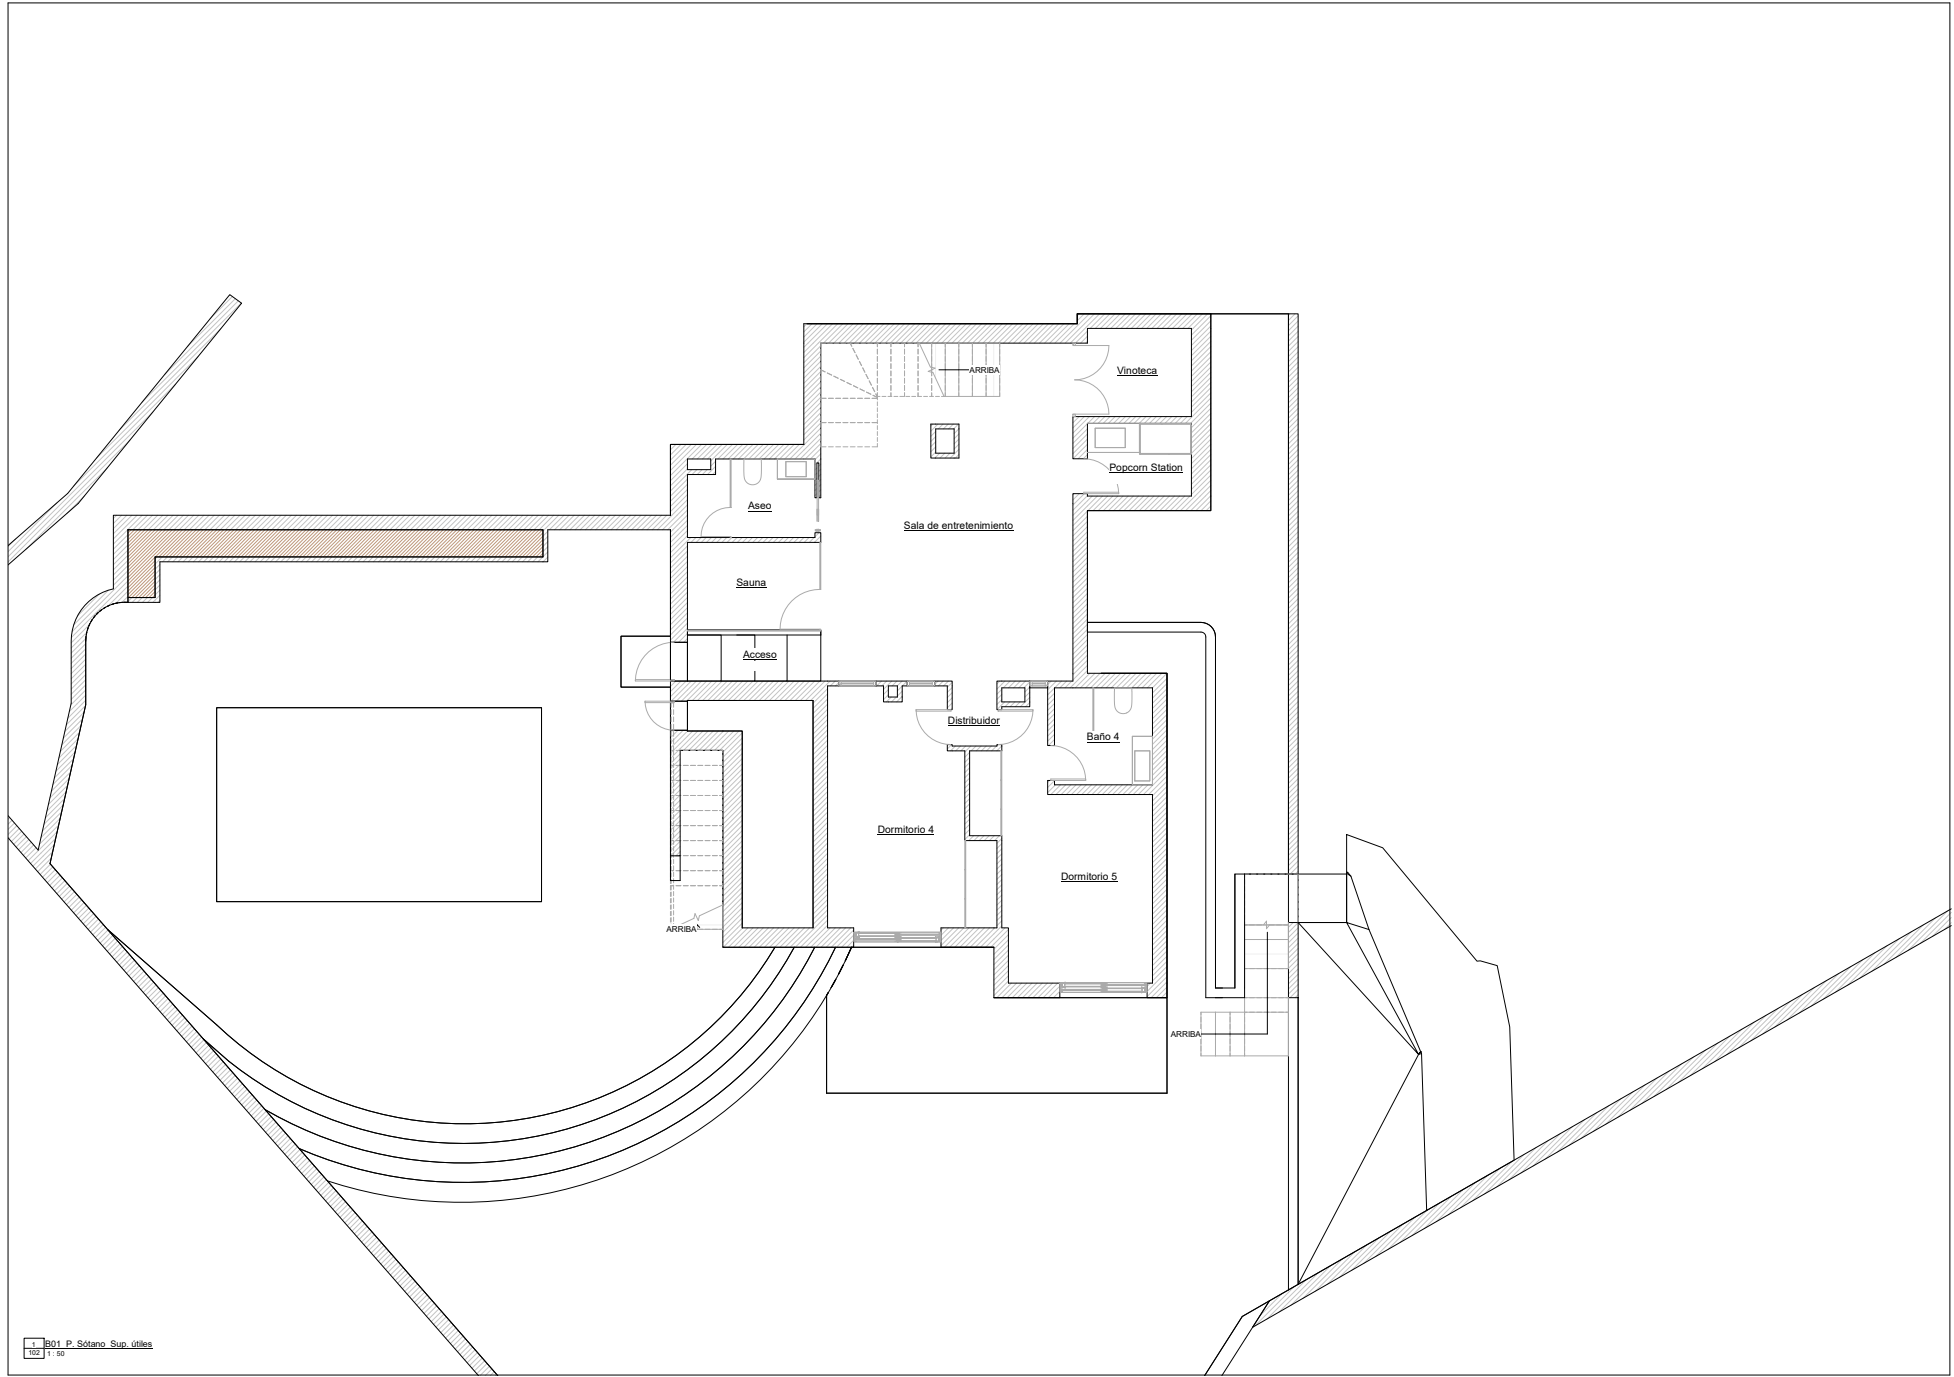 ARRIBA
Vinoteca
Popcorn Station
Aseo
Sala de entretenimiento
Sauna
Acceso
Distribuidor
Baño 4
Dormitorio 4
Dormitorio 5
ARRIBA
ARRIBA
1 B01_P. Sótano_Sup. útiles
102 1 : 50